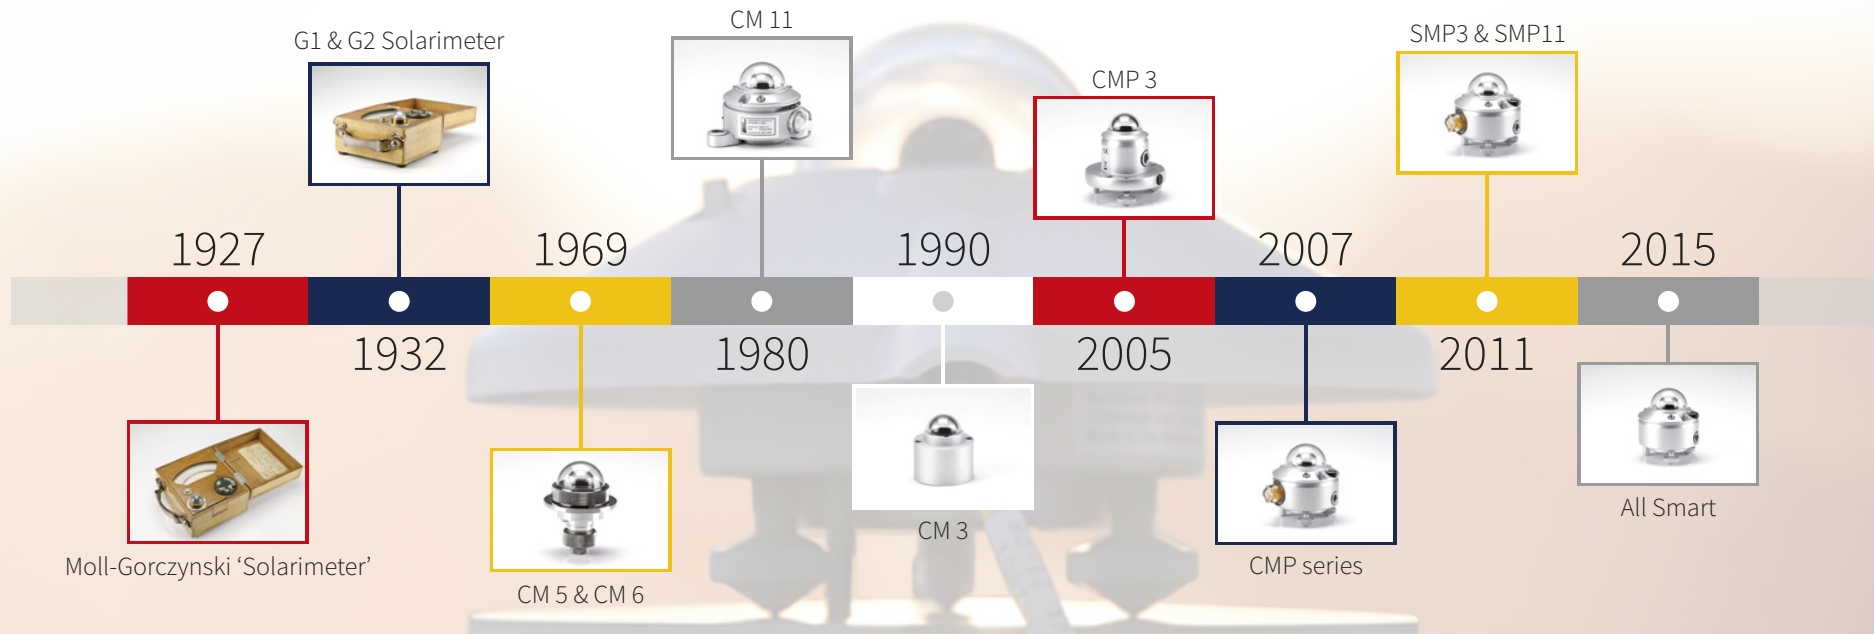 CM 11
G1 & G2 Solarimeter
SMP3 & SMP11
CMP 3
1927
1969
1990
2007
2015
1932
1980
2005
2011
All Smart
CM 3
Moll-Gorczynski ‘Solarimeter’
CMP series
CM 5 & CM 6